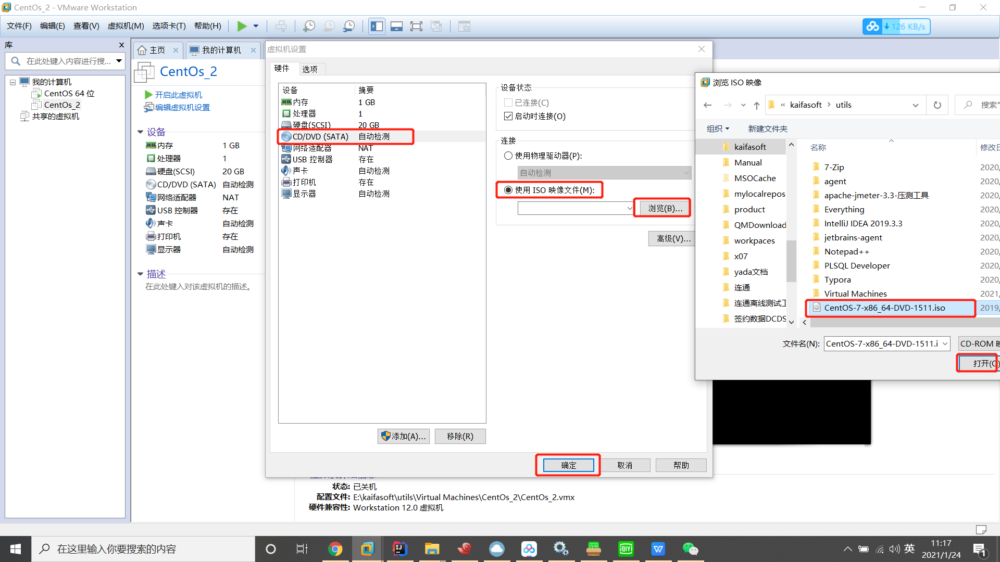 CentOs_2 - VMware Workstation
文件(F) 编辑(E) 查看(V) 虚拟机(M) 选项卡(T) 帮助(H)
126 KB/s
库
在此处键入内容进行搜...
我的计算机
CentOS 64 位
CentOs_2
共享的虚拟机
主页
我的计算机
CentOs_2
开启此虚拟机
编辑虚拟机设置
设备
内存 1 GB
处理器 1
硬盘(SCSI) 20 GB
CD/DVD (SATA) 自动检测
网络适配器 NAT
USB 控制器 存在
声卡 自动检测
打印机 存在
显示器 自动检测
描述
在此处键入对该虚拟机的描述。
虚拟机设置
硬件 选项
设备 摘要
内存 1 GB
处理器 1
硬盘(SCSI) 20 GB
CD/DVD (SATA) 自动检测
网络适配器 NAT
USB 控制器 存在
声卡 自动检测
打印机 存在
显示器 自动检测
添加(A)... 移除(R)
设备状态
已连接(C)
启动时连接(O)
连接
使用物理驱动器(P):
自动检测
使用 ISO 映像文件(M):
浏览(B)...
高级(V)...
确定 取消 帮助
状态: 已关机
配置文件: E:\kaifasoft\utils\Virtual Machines\CentOs_2\CentOs_2.vmx
硬件兼容性: Workstation 12.0 虚拟机
浏览 ISO 映像
« kaifasoft › utils
搜索"
组织 新建文件夹
kaifasoft
Manual
MSOCache
mylocalrepos
product
QMDownload
workpaces
x07
yada文档
连通
连通离线测试工
签约数据DCDS
名称 修改日
7-Zip 2020/
agent 2020/
apache-jmeter-3.3-压测工具 2020/
Everything 2020/
IntelliJ IDEA 2019.3.3 2020/
jetbrains-agent 2020/
Notepad++ 2020/
PLSQL Developer 2020/
Typora 2020/
Virtual Machines 2021/
CentOS-7-x86_64-DVD-1511.iso 2019/
文件名(N): CentOS-7-x86_64-DVD-1511.i
CD-ROM 映
打开(O)
在这里输入你要搜索的内容
英
11:17
2021/1/24
1